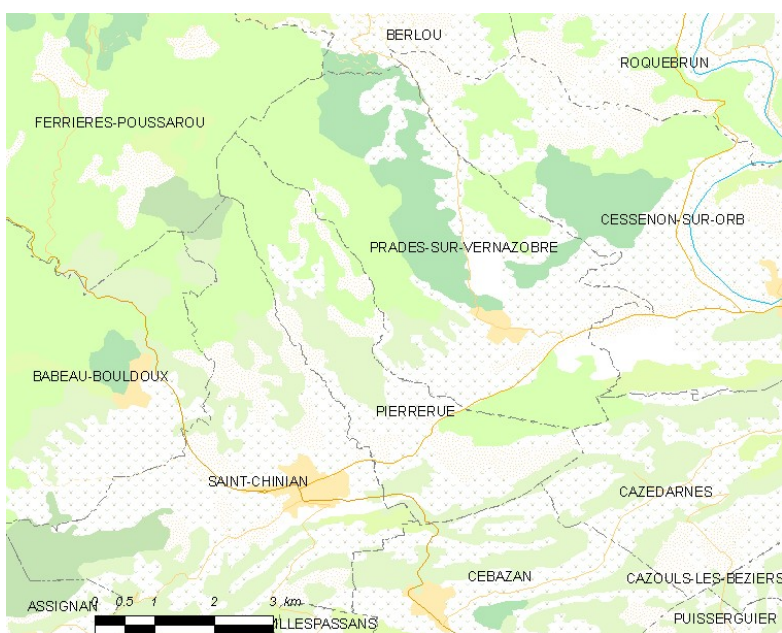 BERLOU
ROQUEBRUN
FERRIERES-POUSSAROU
CESSENON-SUR-ORB
PRADES-SUR-VERNAZOBRE
BABEAU-BOULDOUX
PIERRERUE
SAINT-CHINIAN
CAZEDARNES
CEBAZAN
CAZOULS-LES-BEZIERS
ASSIGNAN
0 0.5 1 2 3 km
PUISSERGUIER